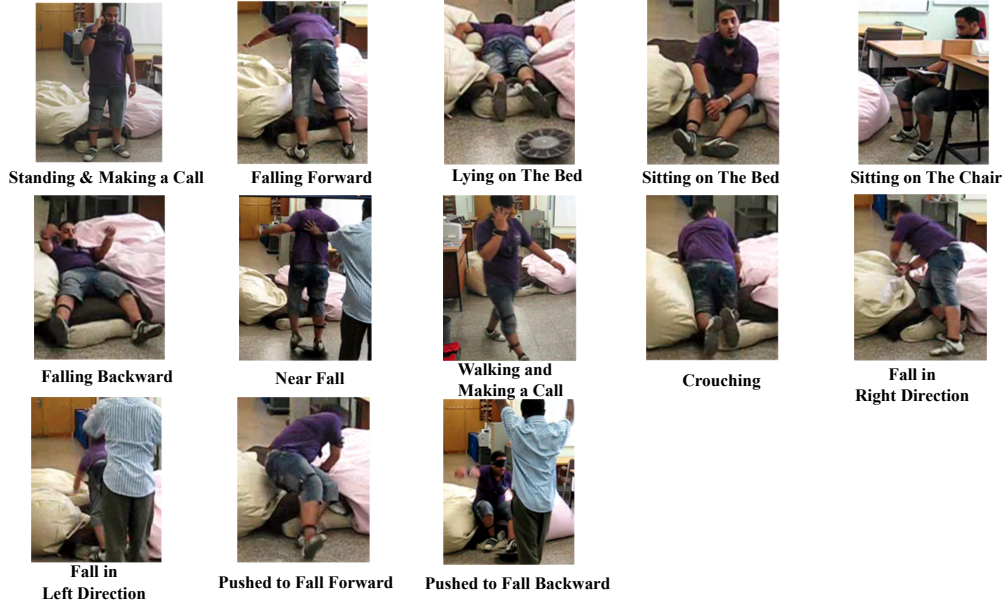 Standing & Making a Call
Falling Forward
Lying on The Bed
Sitting on The Bed
Sitting on The Chair
Falling Backward
Near Fall
Walking and
Making a Call
Crouching
Fall in
Right Direction
Fall in
Left Direction
Pushed to Fall Forward
Pushed to Fall Backward